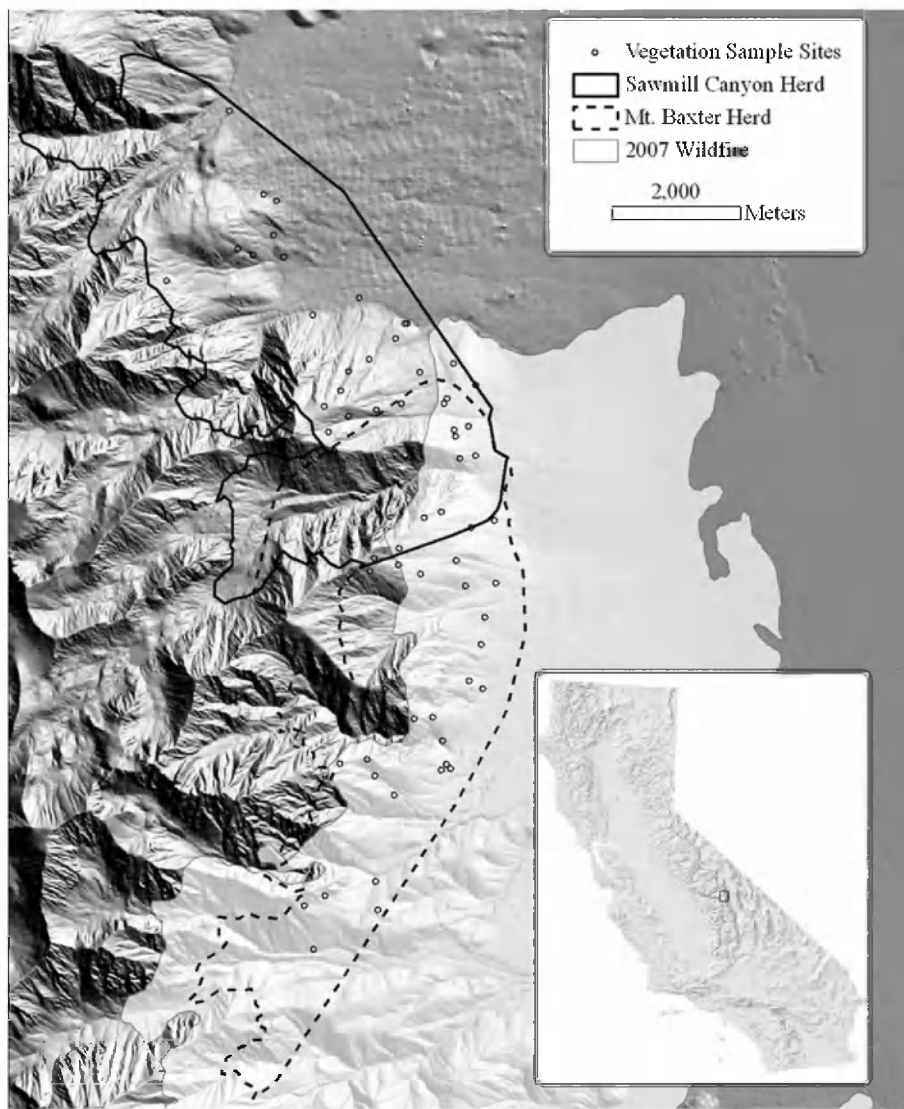 Vegetation Sample Sites
Sawmill Canyon Herd
Mt. Baxter Herd
2007 Wildfire
2,000
Meters